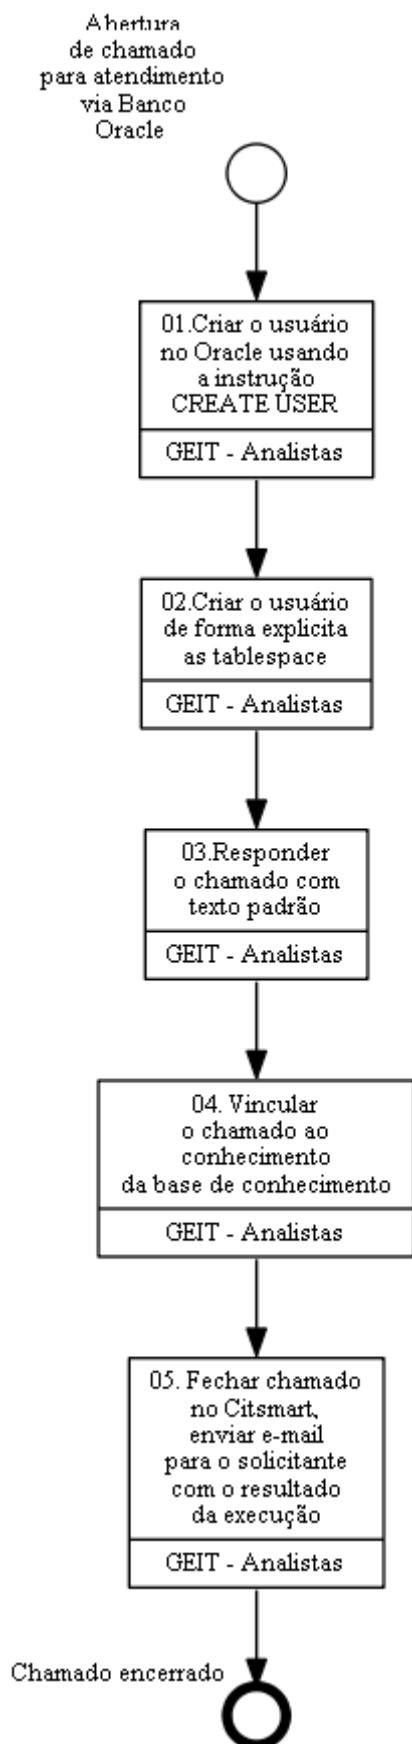 Abertura
de chamado
para atendimento
via Banco
Oracle
01.Criar o usuário
no Oracle usando
a instrução
CREATE USER
GEIT - Analistas
02.Criar o usuário
de forma explicita
as tablespace
GEIT - Analistas
03.Responder
o chamado com
texto padrão
GEIT - Analistas
04. Vincular
o chamado ao
conhecimento
da base de conhecimento
GEIT - Analistas
05. Fechar chamado
no Citsmart,
enviar e-mail
para o solicitante
com o resultado
da execução
GEIT - Analistas
Chamado encerrado